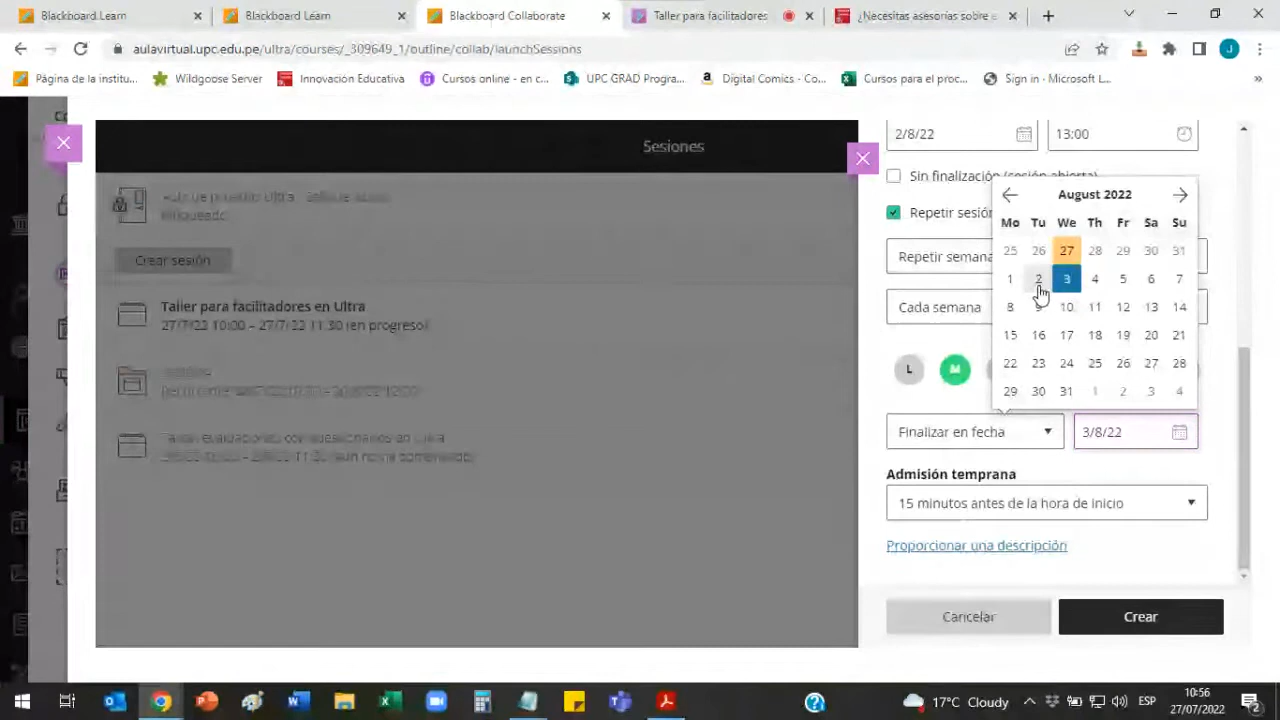 Blackboard Learn
Blackboard Learn
Blackboard Collaborate
Taller para facilitadores
¿Necesitas asesorías sobre
aulavirtual.upc.edu.pe/ultra/courses/_309649_1/outline/collab/launchSessions
J
Página de la institu...
Wildgoose Server
Innovación Educativa
Cursos online - en c...
UPC GRAD Progra...
Digital Comics - Co...
Cursos para el proc...
Sign in - Microsoft L...
»
Sesiones
Crear sesión
Taller para facilitadores en Ultra
27/7/22 10:00 – 27/7/22 11:30 (en progreso)
2/8/22
13:00
Sin finalización (sesión abierta)
Repetir sesión
Repetir semana
Cada semana
August 2022
Mo Tu We Th Fr Sa Su
25 26 27 28 29 30 31
1 2 3 4 5 6 7
8 9 10 11 12 13 14
15 16 17 18 19 20 21
22 23 24 25 26 27 28
29 30 31 1 2 3 4
L
M
Finalizar en fecha
3/8/22
Admisión temprana
15 minutos antes de la hora de inicio
Proporcionar una descripción
Cancelar
Crear
17°C Cloudy
ESP
10:56
27/07/2022
2